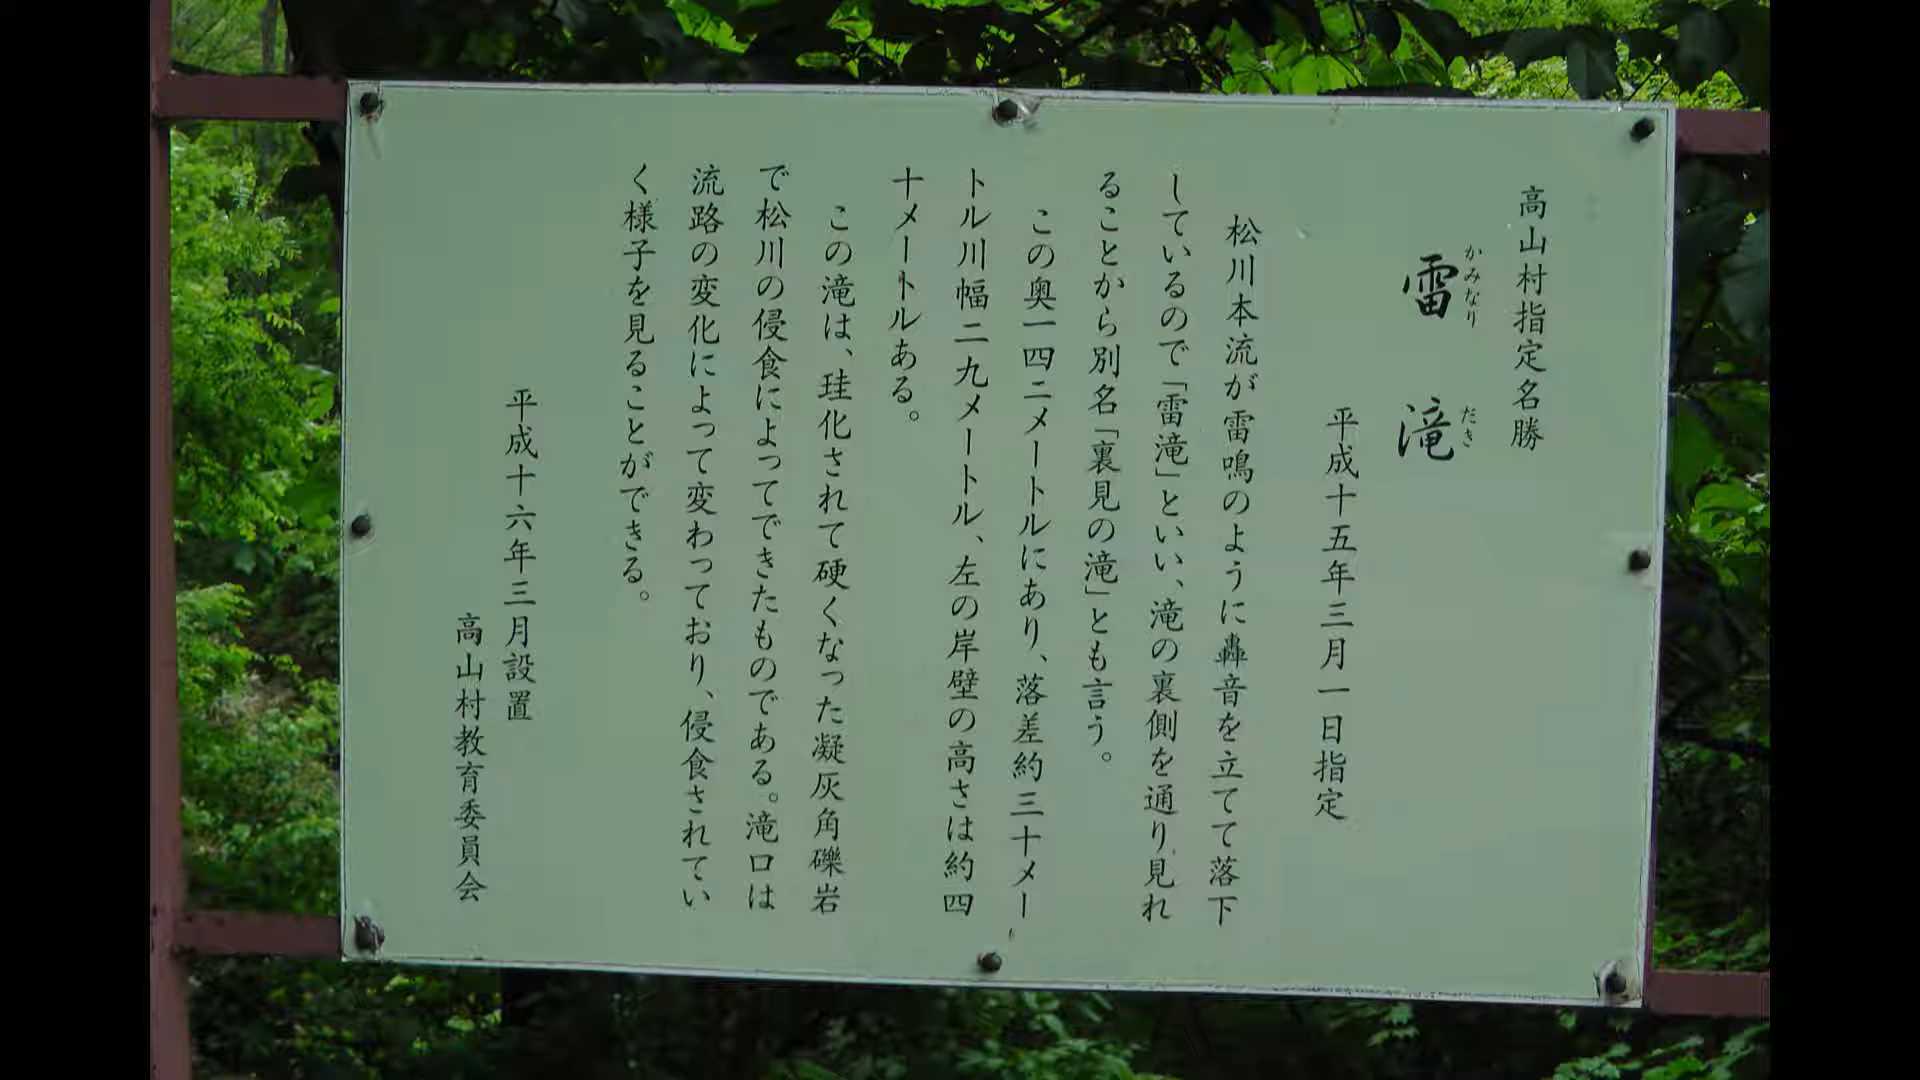 高山村指定名勝
雷滝
かみなり たき
平成十五年三月一日指定
松川本流が雷鳴のように轟音を立てて落下
しているので「雷滝」といい、滝の裏側を通り見れ
ることから別名「裏見の滝」とも言う。
この奥一四二メートルにあり、落差約三十メー
トル川幅二九メートル、左の岸壁の高さは約四
十メートルある。
この滝は、珪化されて硬くなった凝灰角礫岩
で松川の侵食によってできたものである。滝口は
流路の変化によって変わっており、侵食されてい
く様子を見ることができる。
平成十六年三月設置
高山村教育委員会